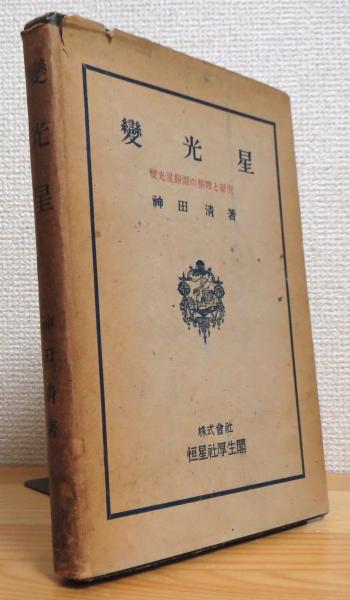 變光星
變光星觀測の整理と研究
神田清著
株式會社
恒星社厚生閣
變光星
神田清著